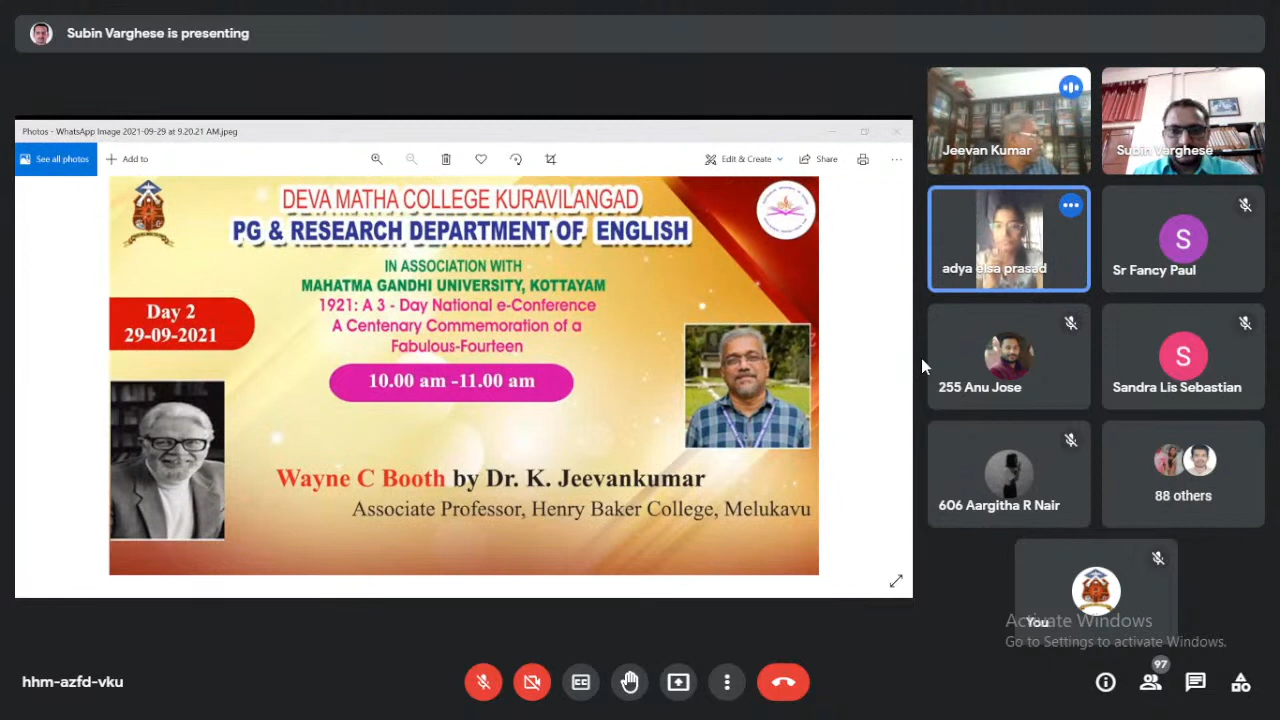 Subin Varghese is presenting
Photos - WhatsApp Image 2021-09-29 at 9.20.21 AM.jpeg
See all photos
Add to
Edit & Create
Share
DEVA MATHA COLLEGE KURAVILANGAD
PG & RESEARCH DEPARTMENT OF ENGLISH
IN ASSOCIATION WITH
MAHATMA GANDHI UNIVERSITY, KOTTAYAM
1921: A 3 - Day National e-Conference
A Centenary Commemoration of a
Fabulous-Fourteen
Day 2
29-09-2021
10.00 am -11.00 am
Wayne C Booth by Dr. K. Jeevankumar
Associate Professor, Henry Baker College, Melukavu
Jeevan Kumar
Subin Varghese
adya elsa prasad
S
Sr Fancy Paul
255 Anu Jose
S
Sandra Lis Sebastian
606 Aargitha R Nair
88 others
You
Activate Windows
Go to Settings to activate Windows.
hhm-azfd-vku
CC
97